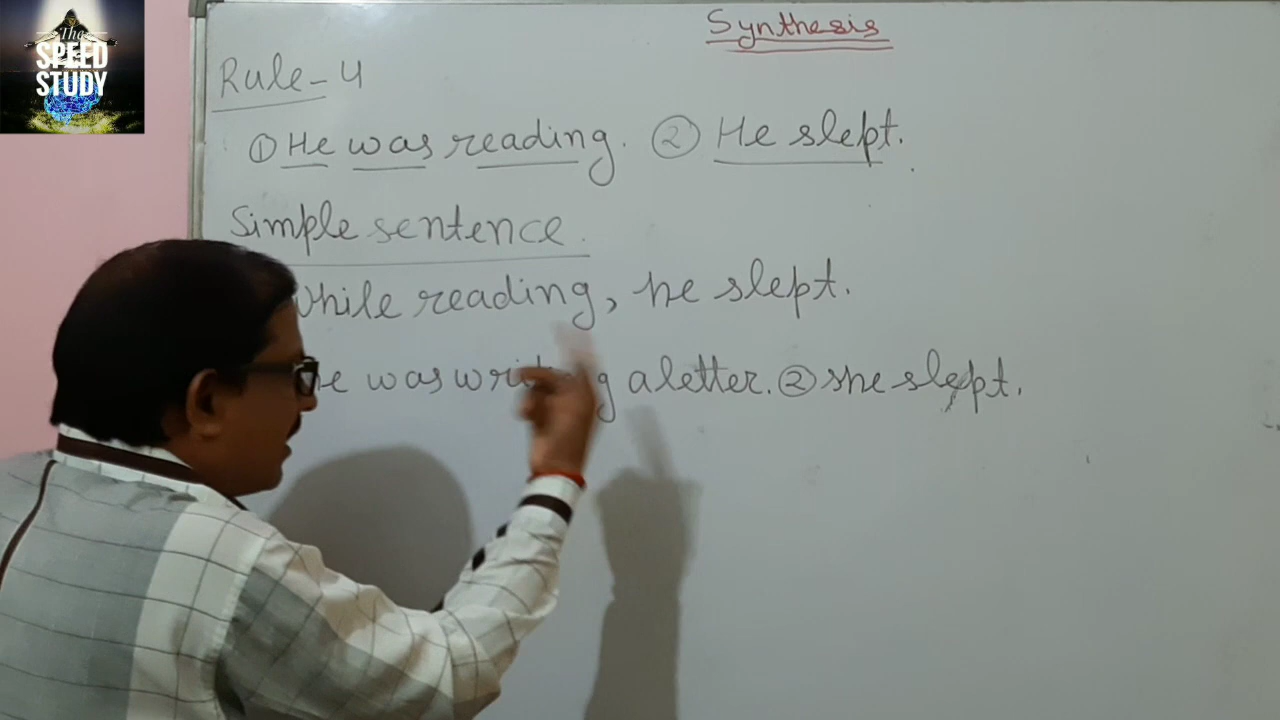 The
SPEED
STUDY
Synthesis
Rule-4
① He was reading. ② He slept.
Simple sentence.
While reading, he slept.
was writing a letter. ② she slept.